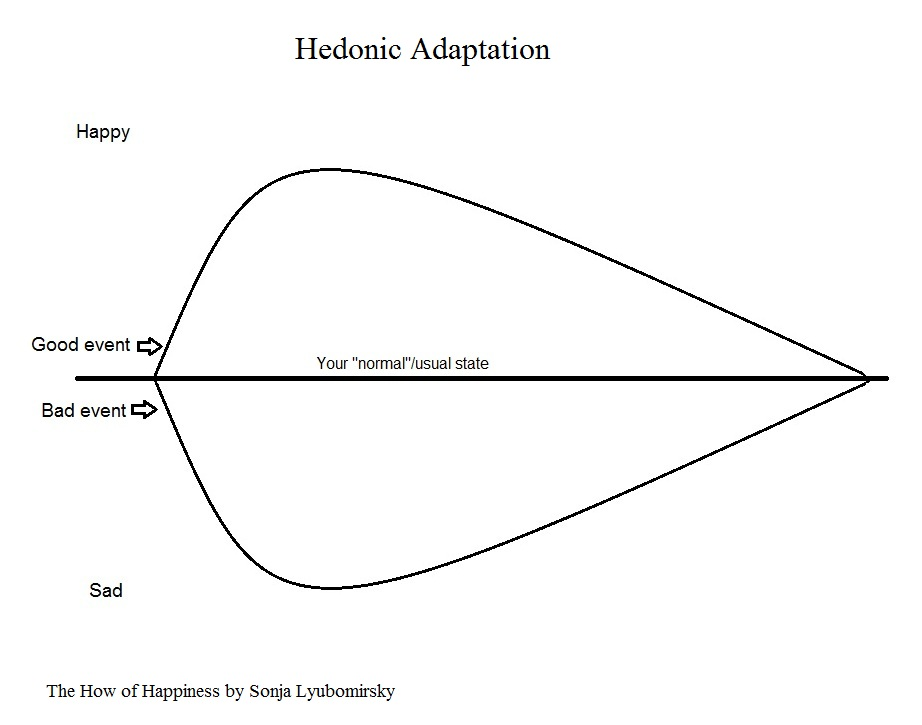 Hedonic Adaptation
Happy
Good event
Your "normal"/usual state
Bad event
Sad
The How of Happiness by Sonja Lyubomirsky